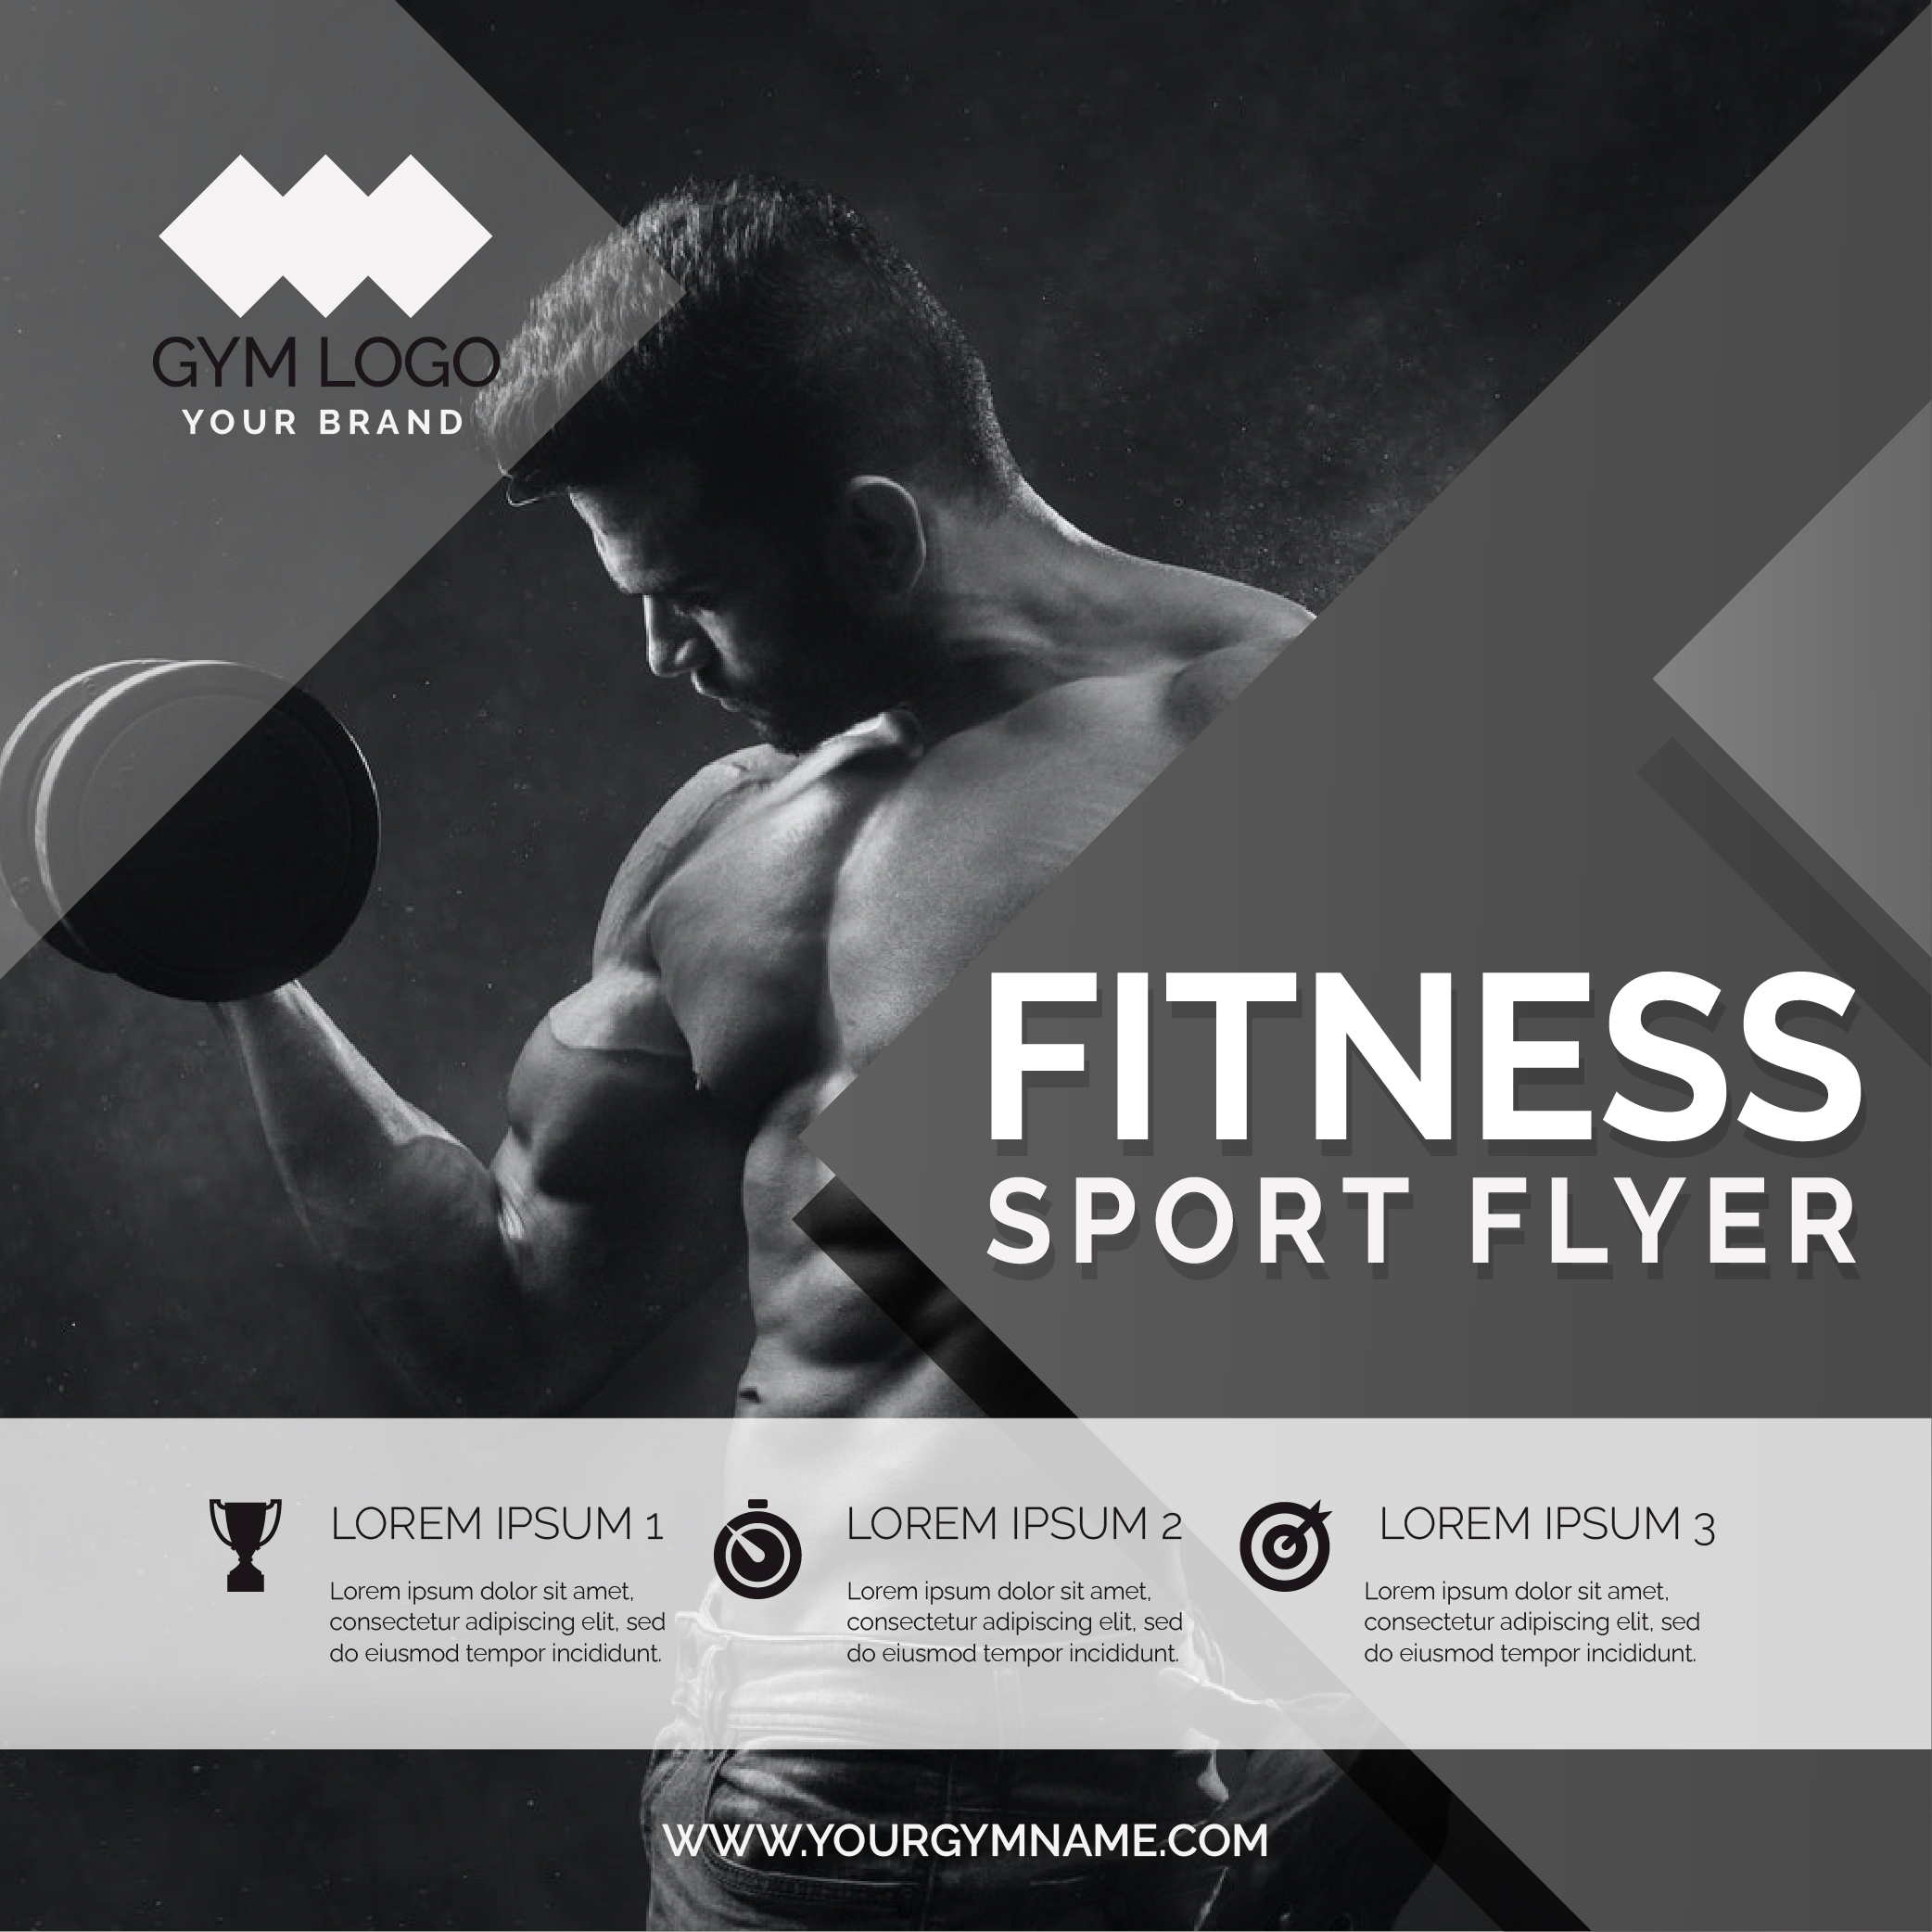 GYM LOGO
YOUR BRAND
FITNESS
SPORT FLYER
LOREM IPSUM 1
Lorem ipsum dolor sit amet,
consectetur adipiscing elit, sed
do eiusmod tempor incididunt.
LOREM IPSUM 2
Lorem ipsum dolor sit amet,
consectetur adipiscing elit, sed
do eiusmod tempor incididunt.
LOREM IPSUM 3
Lorem ipsum dolor sit amet,
consectetur adipiscing elit, sed
do eiusmod tempor incididunt.
WWW.YOURGYMNAME.COM